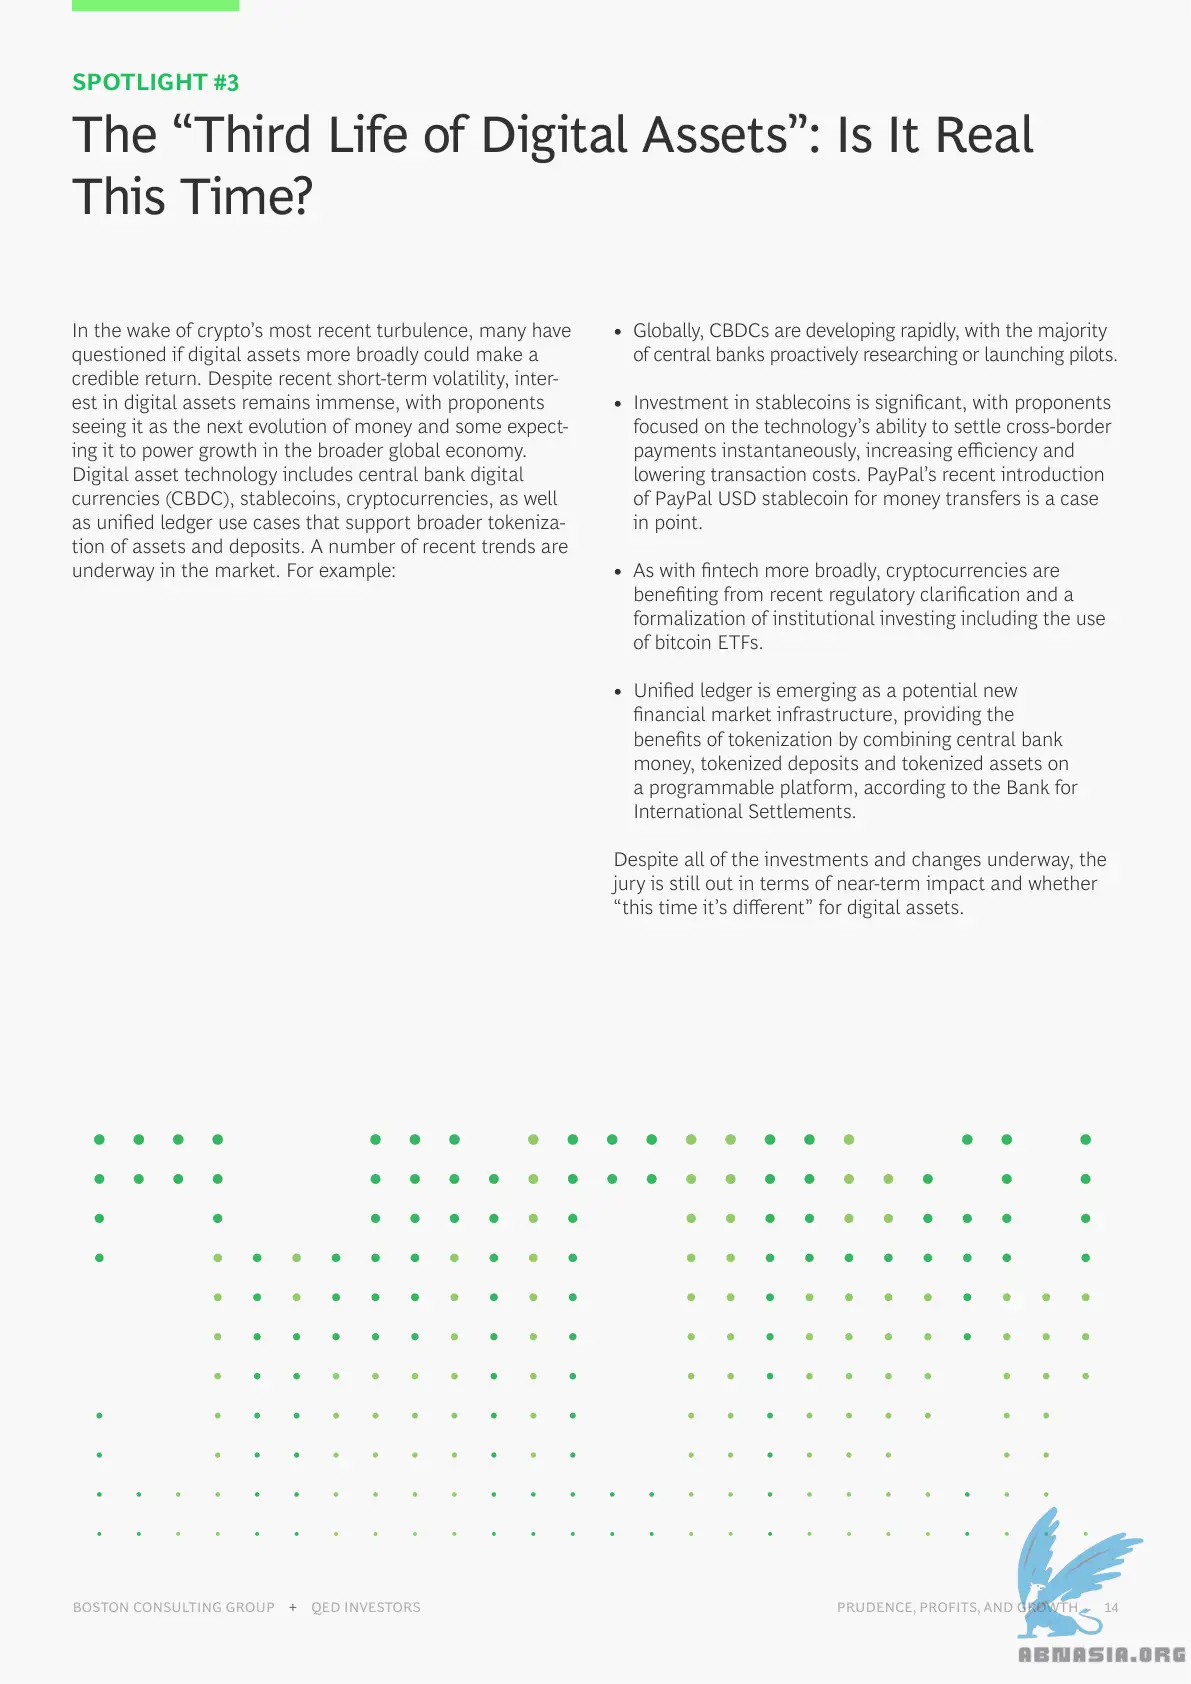 SPOTLIGHT #3
The “Third Life of Digital Assets”: Is It Real
This Time?
In the wake of crypto’s most recent turbulence, many have
questioned if digital assets more broadly could make a
credible return. Despite recent short-term volatility, inter-
est in digital assets remains immense, with proponents
seeing it as the next evolution of money and some expect-
ing it to power growth in the broader global economy.
Digital asset technology includes central bank digital
currencies (CBDC), stablecoins, cryptocurrencies, as well
as unified ledger use cases that support broader tokeniza-
tion of assets and deposits. A number of recent trends are
underway in the market. For example:
• Globally, CBDCs are developing rapidly, with the majority
of central banks proactively researching or launching pilots.
• Investment in stablecoins is significant, with proponents
focused on the technology’s ability to settle cross-border
payments instantaneously, increasing efficiency and
lowering transaction costs. PayPal’s recent introduction
of PayPal USD stablecoin for money transfers is a case
in point.
• As with fintech more broadly, cryptocurrencies are
benefiting from recent regulatory clarification and a
formalization of institutional investing including the use
of bitcoin ETFs.
• Unified ledger is emerging as a potential new
financial market infrastructure, providing the
benefits of tokenization by combining central bank
money, tokenized deposits and tokenized assets on
a programmable platform, according to the Bank for
International Settlements.
Despite all of the investments and changes underway, the
jury is still out in terms of near-term impact and whether
“this time it’s different” for digital assets.
BOSTON CONSULTING GROUP + QED INVESTORS
PRUDENCE, PROFITS, AND GROWTH 14
ABNASIA.ORG